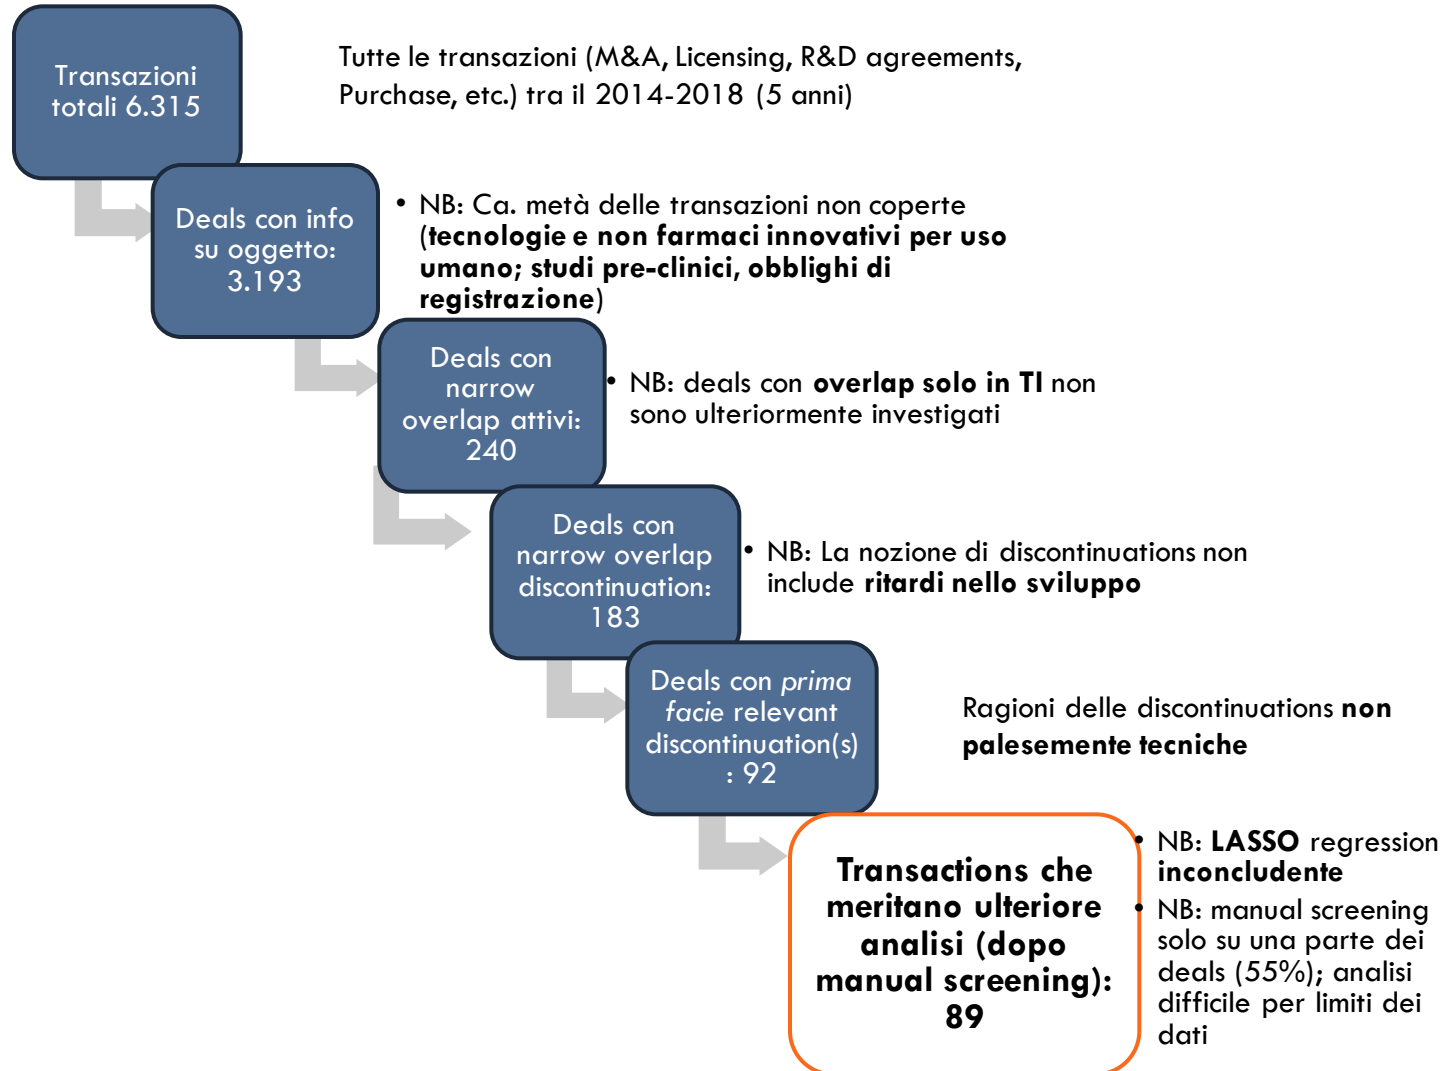 Transazioni
totali 6.315
Tutte le transazioni (M&A, Licensing, R&D agreements,
Purchase, etc.) tra il 2014-2018 (5 anni)
Deals con info
su oggetto:
3.193
• NB: Ca. metà delle transazioni non coperte
(tecnologie e non farmaci innovativi per uso
umano; studi pre-clinici, obblighi di
registrazione)
Deals con
narrow
overlap attivi:
240
• NB: deals con overlap solo in TI non
sono ulteriormente investigati
Deals con
narrow overlap
discontinuation:
183
• NB: La nozione di discontinuations non
include ritardi nello sviluppo
Deals con prima
facie relevant
discontinuation(s)
: 92
Ragioni delle discontinuations non
palesemente tecniche
Transactions che
meritano ulteriore
analisi (dopo
manual screening):
89
• NB: LASSO regression
inconcludente
• NB: manual screening
solo su una parte dei
deals (55%); analisi
difficile per limiti dei
dati